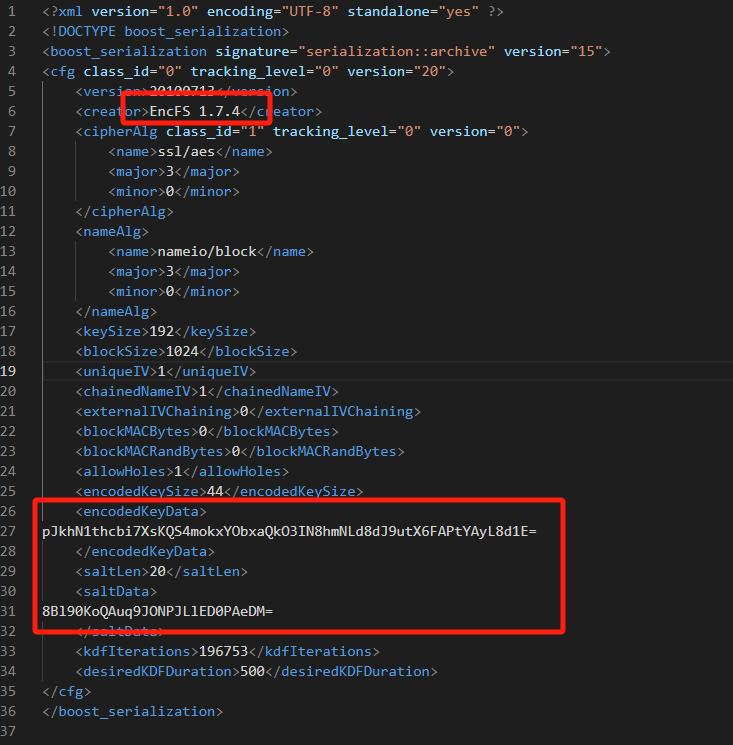 1 <?xml version="1.0" encoding="UTF-8" standalone="yes" ?>
2 <!DOCTYPE boost_serialization>
3 <boost_serialization signature="serialization::archive" version="15">
4 <cfg class_id="0" tracking_level="0" version="20">
5 <version>20100713</version>
6 <creator>EncFS 1.7.4</creator>
7 <cipherAlg class_id="1" tracking_level="0" version="0">
8 <name>ssl/aes</name>
9 <major>3</major>
10 <minor>0</minor>
11 </cipherAlg>
12 <nameAlg>
13 <name>nameio/block</name>
14 <major>3</major>
15 <minor>0</minor>
16 </nameAlg>
17 <keySize>192</keySize>
18 <blockSize>1024</blockSize>
19 <uniqueIV>1</uniqueIV>
20 <chainedNameIV>1</chainedNameIV>
21 <externalIVChaining>0</externalIVChaining>
22 <blockMACBytes>0</blockMACBytes>
23 <blockMACRandBytes>0</blockMACRandBytes>
24 <allowHoles>1</allowHoles>
25 <encodedKeySize>44</encodedKeySize>
26 <encodedKeyData>
27 pJkhN1thcbi7XsKQS4mokxYObxaQkO3IN8hmNLd8dJ9utX6FAPtYAyL8d1E=
28 </encodedKeyData>
29 <saltLen>20</saltLen>
30 <saltData>
31 8Bl90KoQAuq9JONPJLlED0PAeDM=
32 </saltData>
33 <kdfIterations>196753</kdfIterations>
34 <desiredKDFDuration>500</desiredKDFDuration>
35 </cfg>
36 </boost_serialization>
37